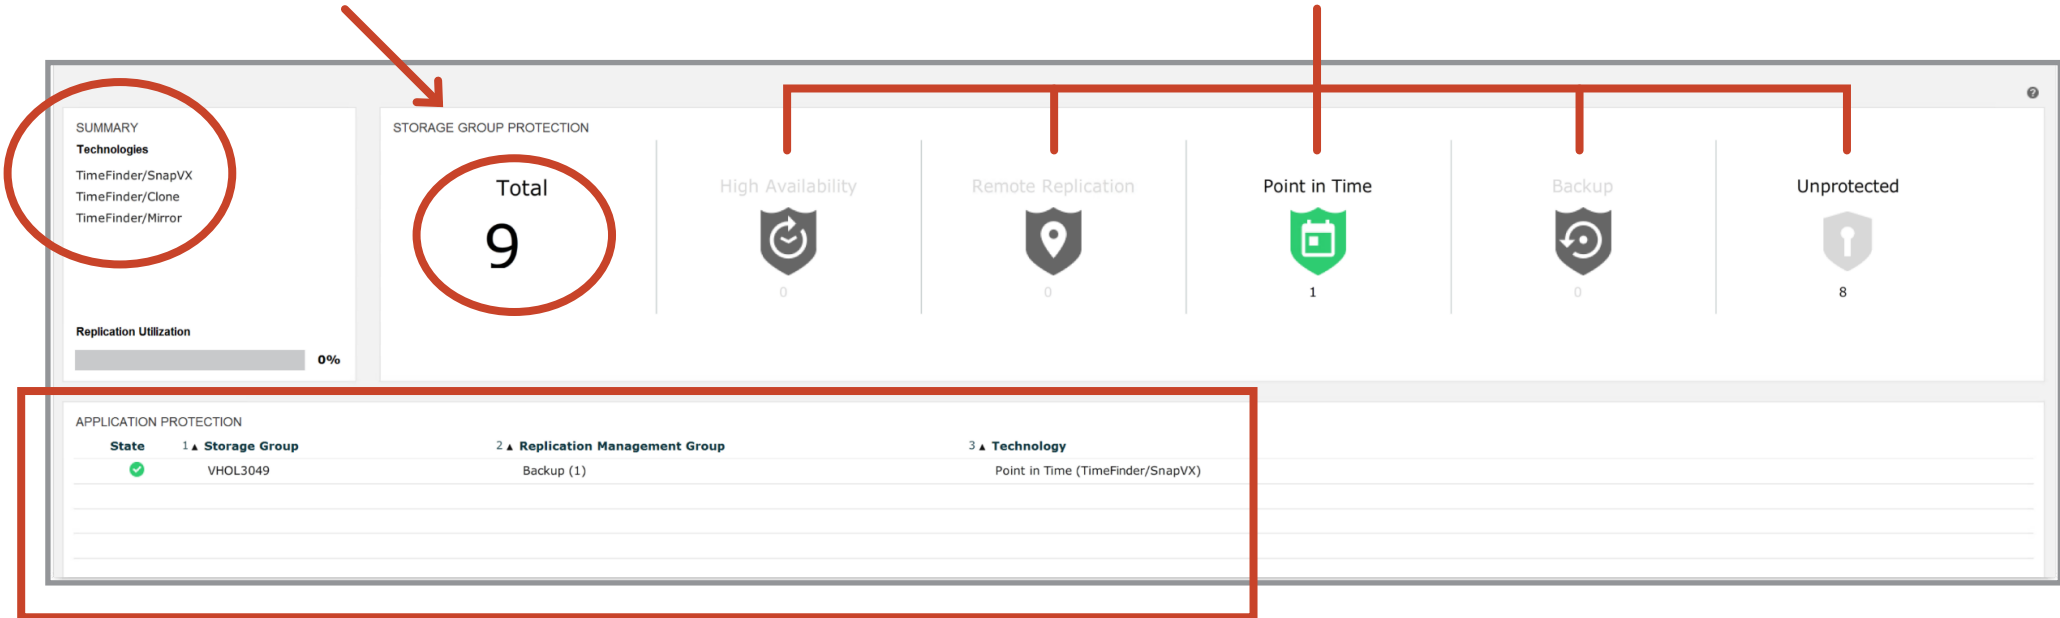 SUMMARY
Technologies
TimeFinder/SnapVX
TimeFinder/Clone
TimeFinder/Mirror
Replication Utilization
0%
STORAGE GROUP PROTECTION
Total
9
High Availability
0
Remote Replication
0
Point in Time
1
Backup
0
Unprotected
8
?
APPLICATION PROTECTION
State 1 ▲ Storage Group 2 ▲ Replication Management Group 3 ▲ Technology
VHOL3049 Backup (1) Point in Time (TimeFinder/SnapVX)